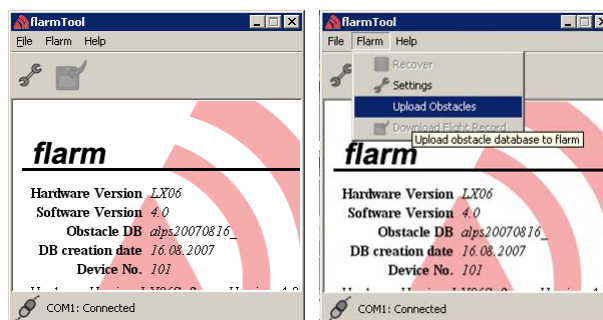 flarmTool
File Flarm Help
flarm
Hardware Version LX06
Software Version 4.0
Obstacle DB alps20070816_
DB creation date 16.08.2007
Device No. 101
COM1: Connected
flarmTool
File Flarm Help
Recover
Settings
Upload Obstacles
Download Flight Record
Upload obstacle database to flarm
flarm
Hardware Version LX06
Software Version 4.0
Obstacle DB alps20070816_
DB creation date 16.08.2007
Device No. 101
COM1: Connected